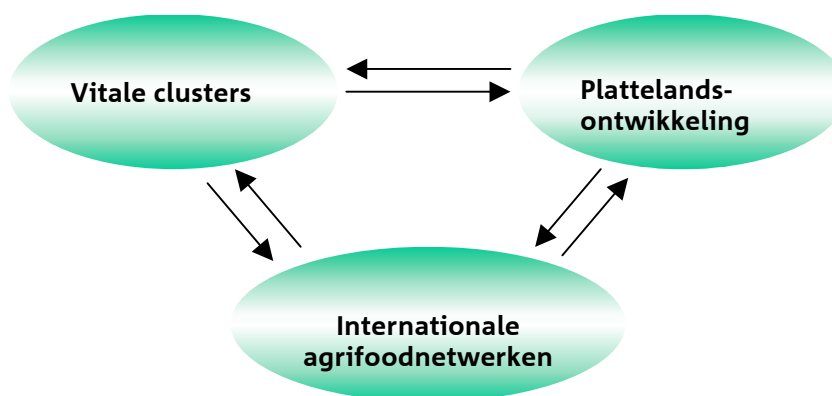 Vitale clusters
Plattelands-
ontwikkeling
Internationale
agrifoodnetwerken